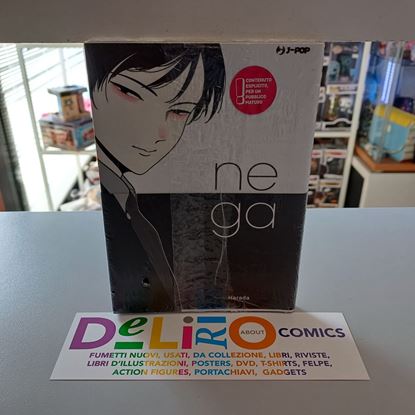 J-POP
CONTENUTO
ESPLICITO,
PER UN
PUBBLICO
MATURO
ne
ga
Harada
DELIRIO ABOUT COMICS
FUMETTI NUOVI, USATI, DA COLLEZIONE, LIBRI, RIVISTE,
LIBRI D'ILLUSTRAZIONI, POSTERS, DVD, T-SHIRTS, FELPE,
ACTION FIGURES, PORTACHIAVI, GADGETS